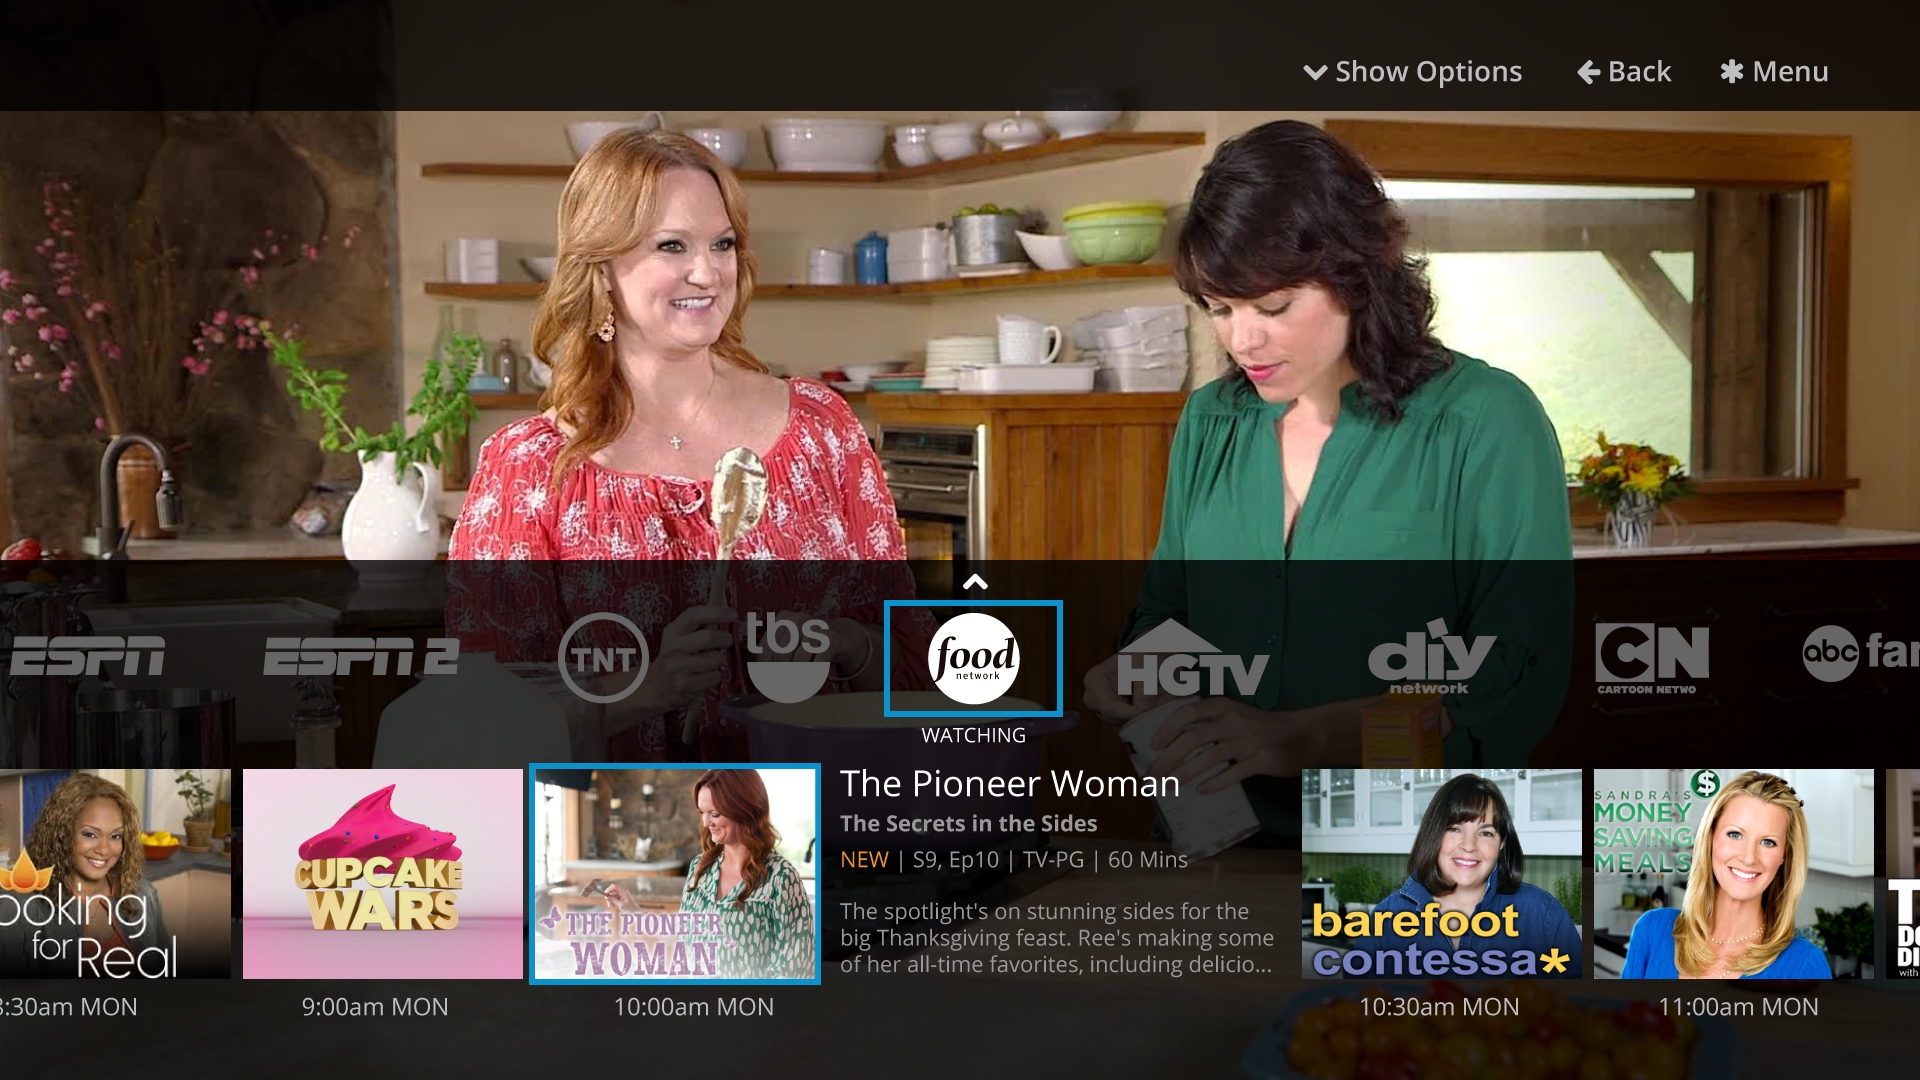 Show Options
Back
Menu
ESPN
ESPN 2
TNT
tbs
food
network
HGTV
diy
network
CN
CARTOON NETWO
abc fam
WATCHING
ooking
for Real
CUPCAKE
WARS
THE PIONEER
WOMAN
The Pioneer Woman
The Secrets in the Sides
NEW | S9, Ep10 | TV-PG | 60 Mins
The spotlight's on stunning sides for the
big Thanksgiving feast. Ree's making some
of her all-time favorites, including delicio...
barefoot
contessa*
$
SANDRA'S
MONEY
SAVING
MEALS
with
:30am MON
9:00am MON
10:00am MON
10:30am MON
11:00am MON